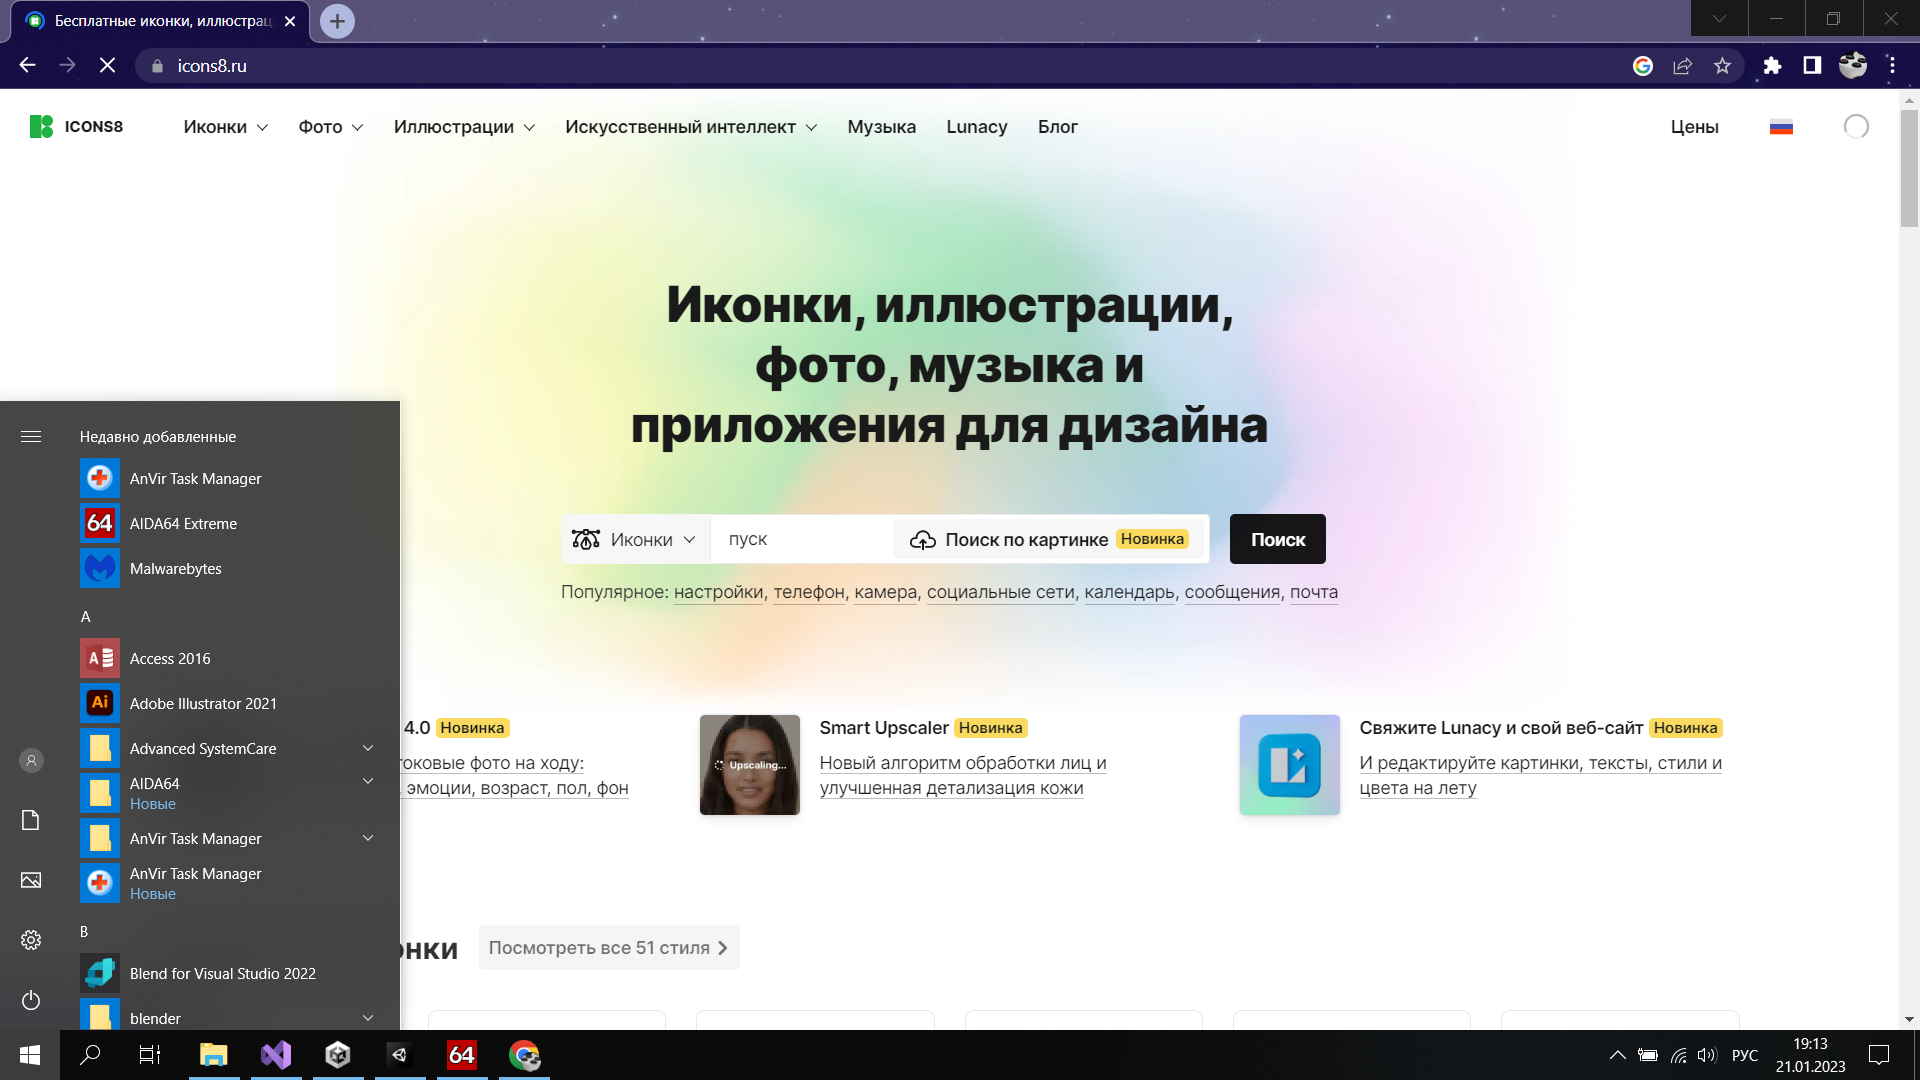 Бесплатные иконки, иллюстрац
icons8.ru
ICONS8
Иконки
Фото
Иллюстрации
Искусственный интеллект
Музыка
Lunacy
Блог
Цены
Иконки, иллюстрации,
фото, музыка и
приложения для дизайна
Иконки
пуск
Поиск по картинке Новинка
Поиск
Популярное: настройки, телефон, камера, социальные сети, календарь, сообщения, почта
4.0 Новинка
токовые фото на ходу:
, эмоции, возраст, пол, фон
Upscaling...
Smart Upscaler Новинка
Новый алгоритм обработки лиц и
улучшенная детализация кожи
Свяжите Lunacy и свой веб-сайт Новинка
И редактируйте картинки, тексты, стили и
цвета на лету
онки
Посмотреть все 51 стиля
Недавно добавленные
AnVir Task Manager
64
AIDA64 Extreme
Malwarebytes
A
A
Access 2016
Ai
Adobe Illustrator 2021
Advanced SystemCare
AIDA64
Новые
AnVir Task Manager
AnVir Task Manager
Новые
B
Blend for Visual Studio 2022
blender
64
РУС
19:13
21.01.2023